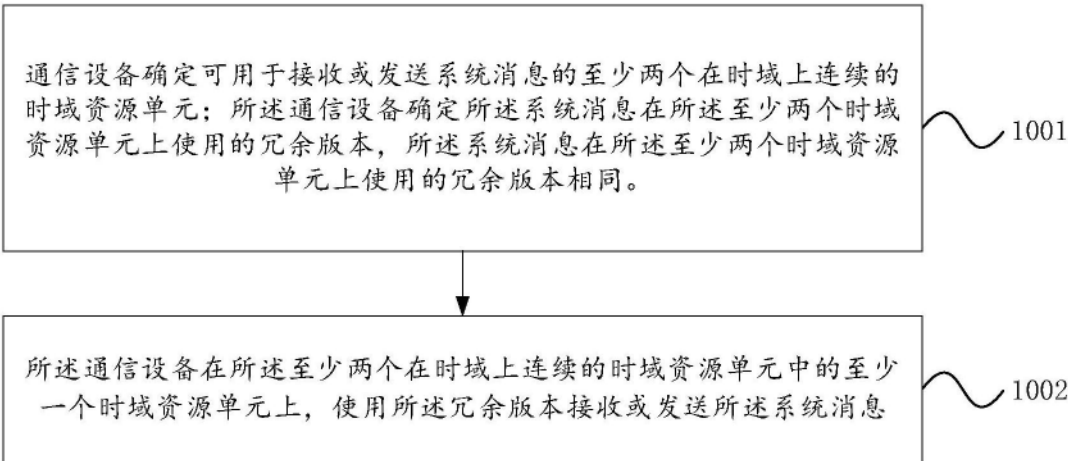 通信设备确定可用于接收或发送系统消息的至少两个在时域上连续的
时域资源单元；所述通信设备确定所述系统消息在所述至少两个时域
资源单元上使用的冗余版本，所述系统消息在所述至少两个时域资源
单元上使用的冗余版本相同。
1001
所述通信设备在所述至少两个在时域上连续的时域资源单元中的至少
一个时域资源单元上，使用所述冗余版本接收或发送所述系统消息
1002